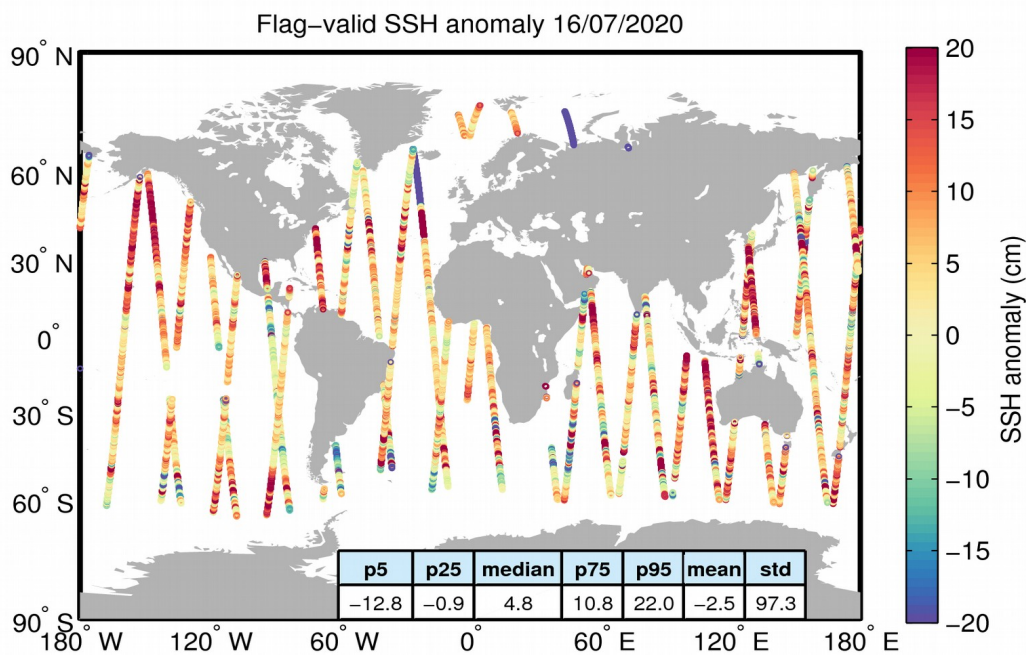 Flag−valid SSH anomaly 16/07/2020
90° N
60° N
30° N
0°
30° S
60° S
90° S
180° W 120° W 60° W 0° 60° E 120° E 180° E
p5 p25 median p75 p95 mean std
−12.8 −0.9 4.8 10.8 22.0 −2.5 97.3
20
15
10
5
0
−5
−10
−15
−20
SSH anomaly (cm)